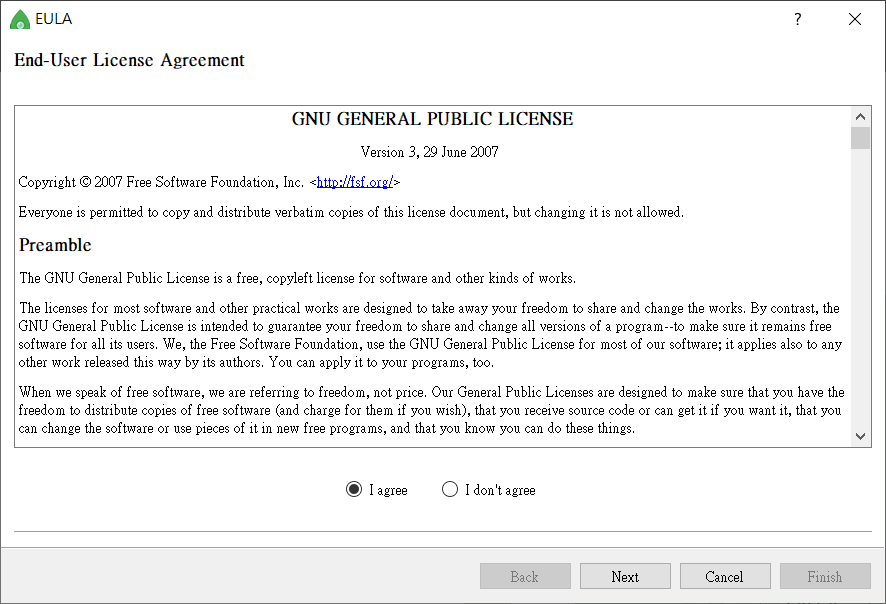 EULA
?
End-User License Agreement
GNU GENERAL PUBLIC LICENSE
Version 3, 29 June 2007
Copyright © 2007 Free Software Foundation, Inc. <http://fsf.org/>
Everyone is permitted to copy and distribute verbatim copies of this license document, but changing it is not allowed.
Preamble
The GNU General Public License is a free, copyleft license for software and other kinds of works.
The licenses for most software and other practical works are designed to take away your freedom to share and change the works. By contrast, the
GNU General Public License is intended to guarantee your freedom to share and change all versions of a program--to make sure it remains free
software for all its users. We, the Free Software Foundation, use the GNU General Public License for most of our software; it applies also to any
other work released this way by its authors. You can apply it to your programs, too.
When we speak of free software, we are referring to freedom, not price. Our General Public Licenses are designed to make sure that you have the
freedom to distribute copies of free software (and charge for them if you wish), that you receive source code or can get it if you want it, that you
can change the software or use pieces of it in new free programs, and that you know you can do these things.
I agree
I don't agree
Back
Next
Cancel
Finish